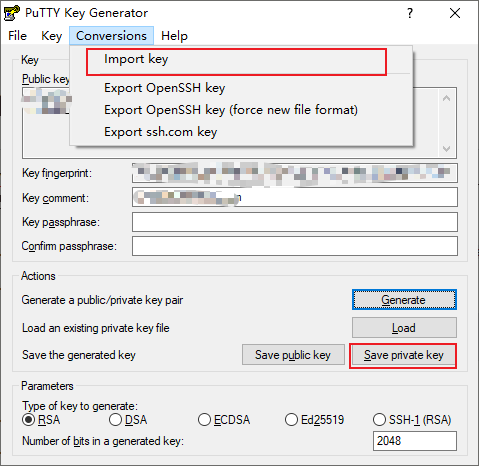 PuTTY Key Generator
File Key Conversions Help
Import key
Export OpenSSH key
Export OpenSSH key (force new file format)
Export ssh.com key
Key
Public key
Key fingerprint:
Key comment:
Key passphrase:
Confirm passphrase:
Actions
Generate a public/private key pair Generate
Load an existing private key file Load
Save the generated key Save public key Save private key
Parameters
Type of key to generate:
RSA DSA ECDSA Ed25519 SSH-1 (RSA)
Number of bits in a generated key: 2048